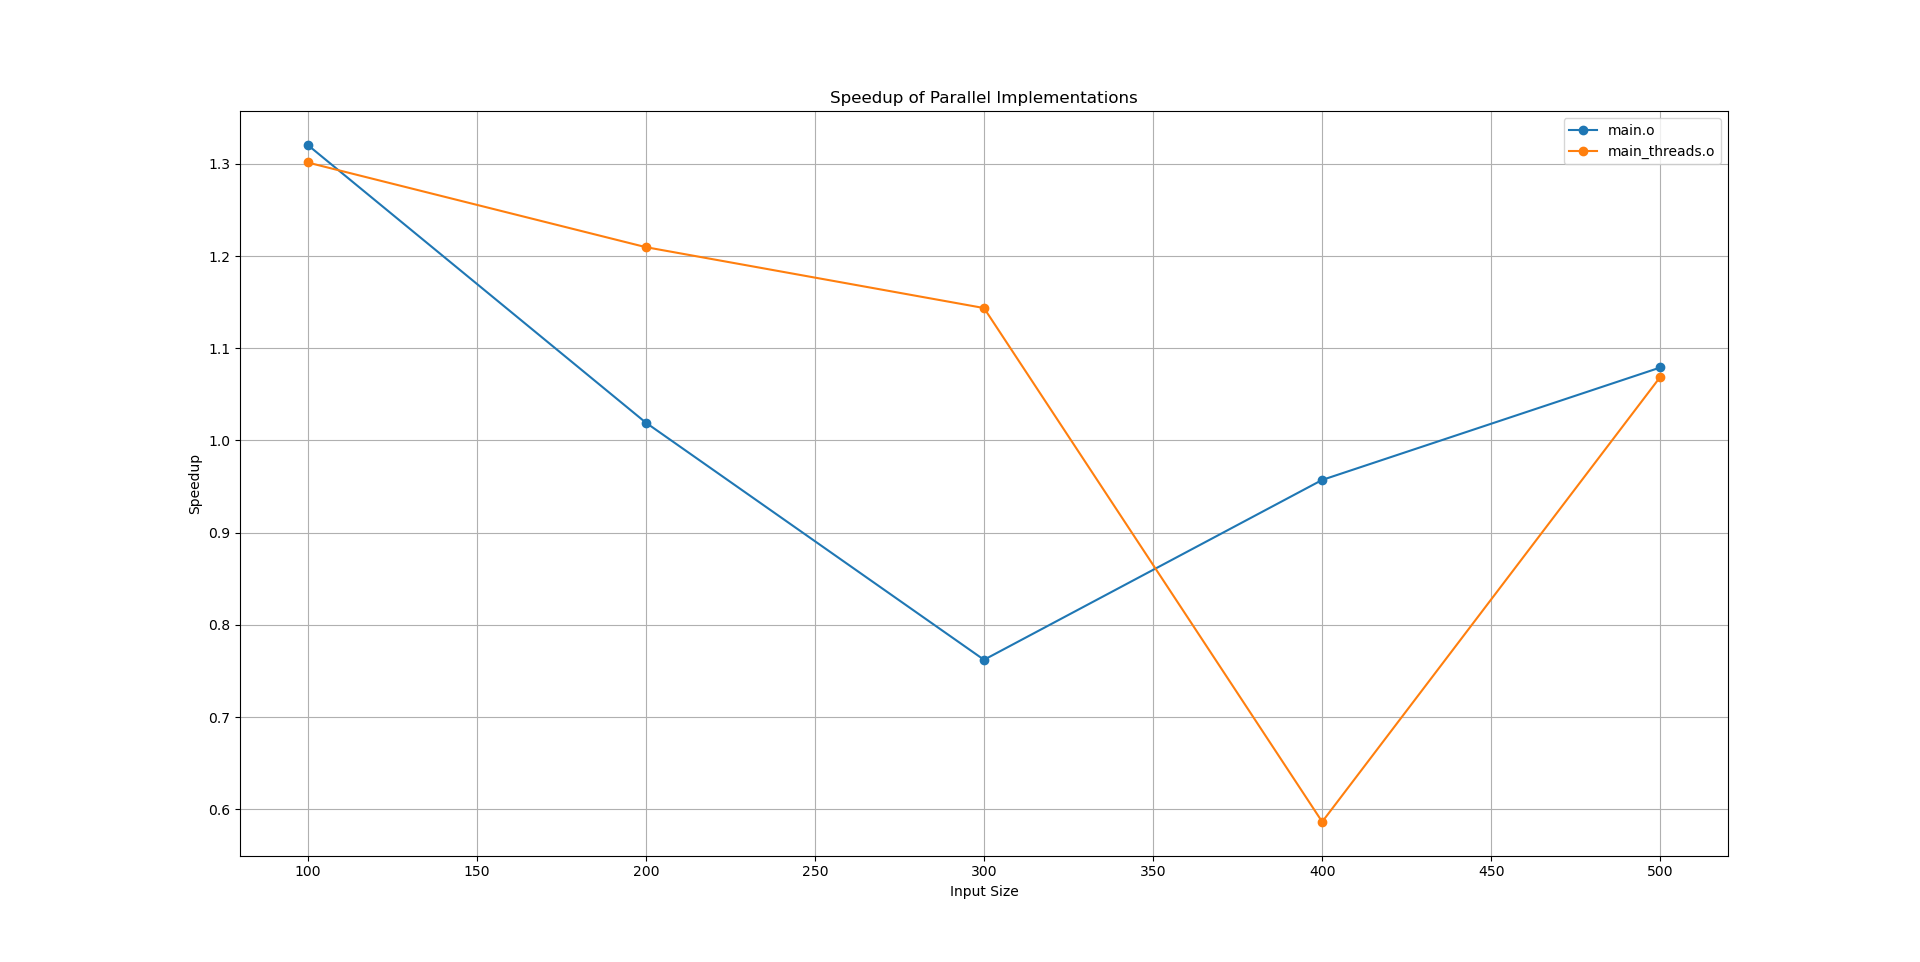 Speedup of Parallel Implementations
main.o
main_threads.o
1.3
1.2
1.1
1.0
0.9
0.8
0.7
0.6
Speedup
100 150 200 250 300 350 400 450 500
Input Size